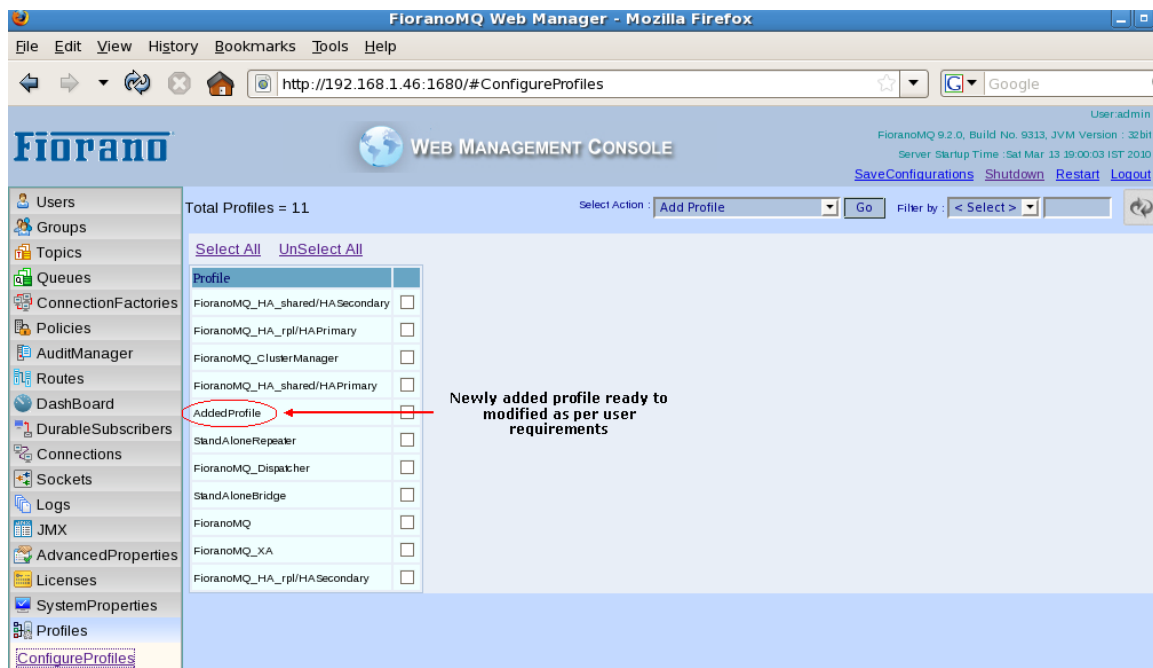 FioranoMQ Web Manager - Mozilla Firefox
File Edit View History Bookmarks Tools Help
http://192.168.1.46:1680/#ConfigureProfiles
G Google
User:admin
Fiorano
WEB MANAGEMENT CONSOLE
FioranoMQ 9.2.0, Build No. 9313, JVM Version : 32bit
Server Startup Time :Sat Mar 13 19:00:03 IST 2010
SaveConfigurations Shutdown Restart Logout
Users
Groups
Topics
Queues
ConnectionFactories
Policies
AuditManager
Routes
DashBoard
DurableSubscribers
Connections
Sockets
Logs
JMX
AdvancedProperties
Licenses
SystemProperties
Profiles
ConfigureProfiles
Total Profiles = 11
Select Action : Add Profile Go Filter by : < Select >
Select All UnSelect All
Profile
FioranoMQ_HA_shared/HASecondary
FioranoMQ_HA_rpl/HAPrimary
FioranoMQ_ClusterManager
FioranoMQ_HA_shared/HAPrimary
AddedProfile
StandAloneRepeater
FioranoMQ_Dispatcher
StandAloneBridge
FioranoMQ
FioranoMQ_XA
FioranoMQ_HA_rpl/HASecondary
Newly added profile ready to
modified as per user
requirements